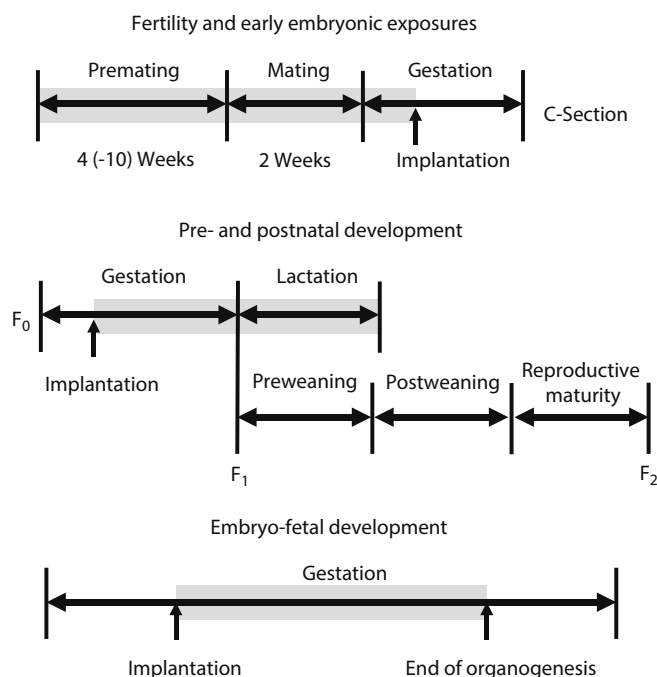 Fertility and early embryonic exposures
Premating Mating Gestation
C-Section
4 (-10) Weeks 2 Weeks Implantation
Pre- and postnatal development
Gestation Lactation
F₀
Implantation
Preweaning Postweaning Reproductive
maturity
F₁ F₂
Embryo-fetal development
Gestation
Implantation End of organogenesis